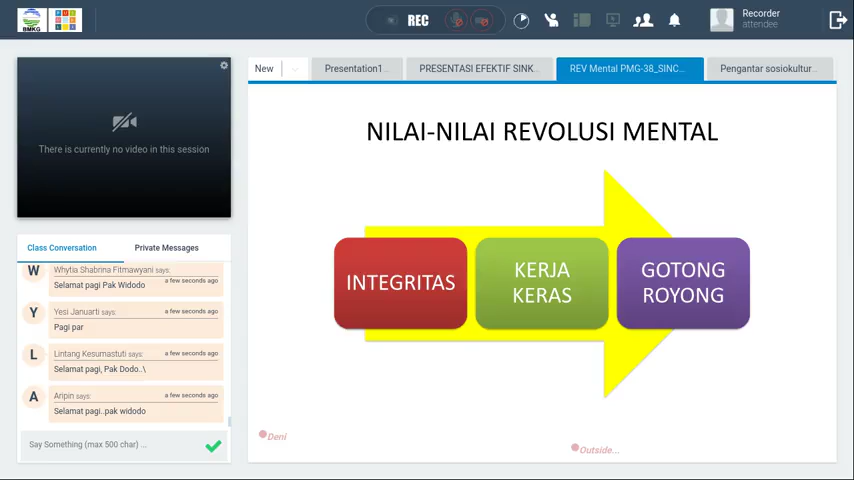 BMKG
REC
Recorder
attendee
There is currently no video in this session
New
Presentation1...
PRESENTASI EFEKTIF SINK...
REV Mental PMG-38_SINC...
Pengantar sosiokultur...
NILAI-NILAI REVOLUSI MENTAL
INTEGRITAS
KERJA
KERAS
GOTONG
ROYONG
Deni
Outside...
Class Conversation
Private Messages
W
Whytia Shabrina Fitmawyani says:
Selamat pagi Pak Widodo
a few seconds ago
Y
Yesi Januarti says:
a few seconds ago
Pagi par
L
Lintang Kesumastuti says:
a few seconds ago
Selamat pagi, Pak Dodo..\
A
Aripin says:
a few seconds ago
Selamat pagi..pak widodo
Say Something (max 500 char) ...